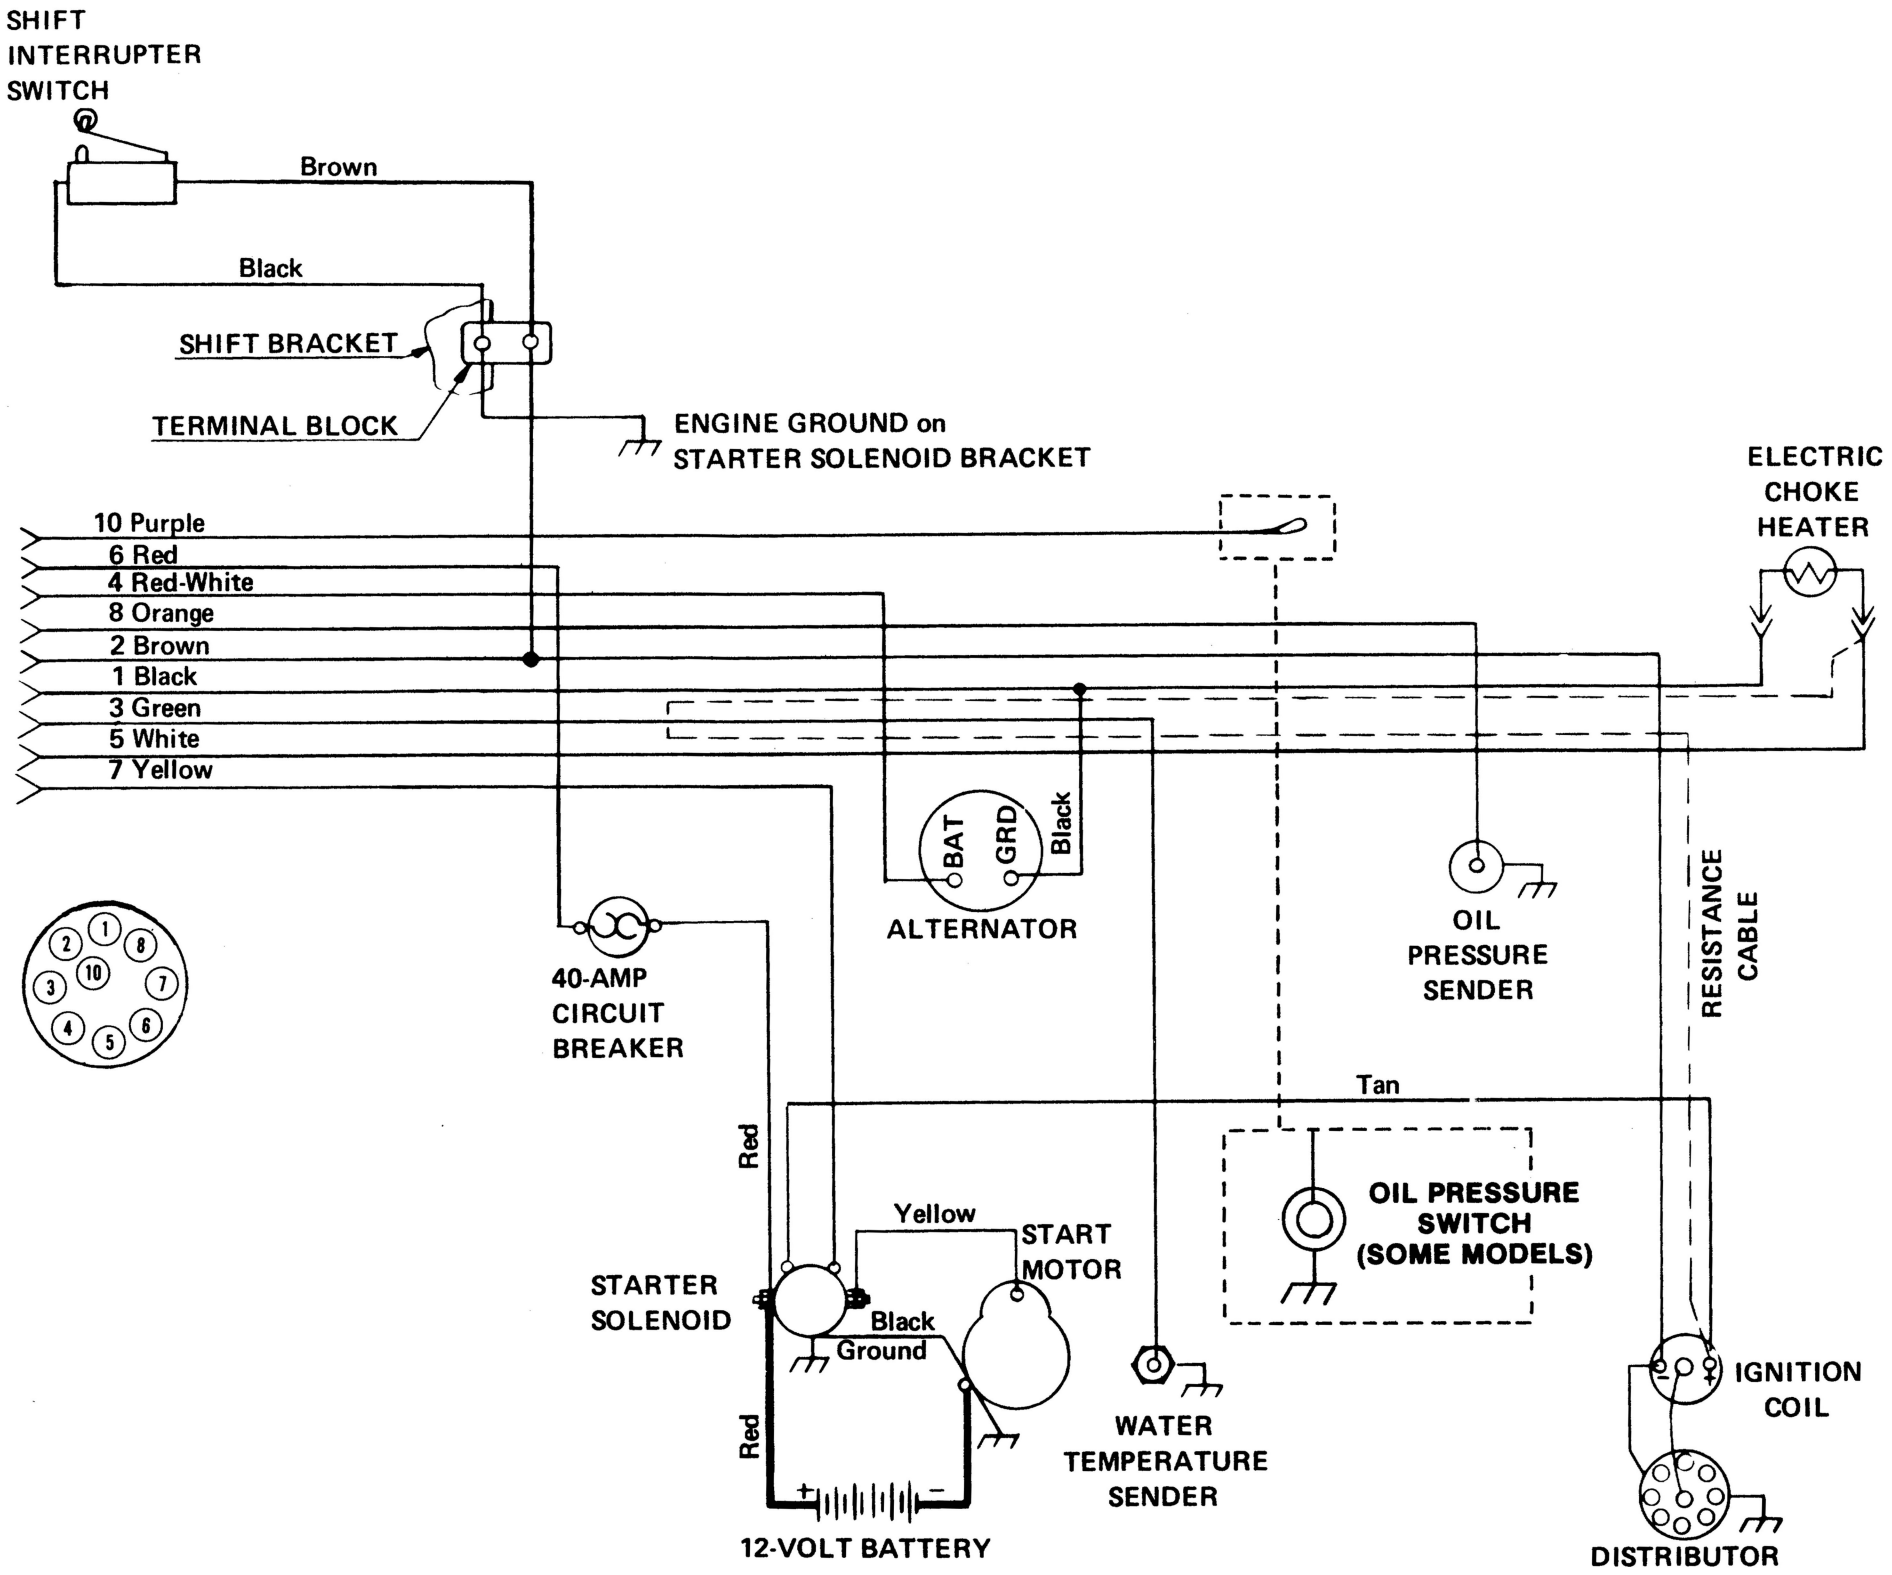 SHIFT
INTERRUPTER
SWITCH
Brown
Black
SHIFT BRACKET
TERMINAL BLOCK
ENGINE GROUND on
STARTER SOLENOID BRACKET
ELECTRIC
CHOKE
HEATER
10 Purple
6 Red
4 Red-White
8 Orange
2 Brown
1 Black
3 Green
5 White
7 Yellow
BAT
GRD
Black
ALTERNATOR
OIL
PRESSURE
SENDER
RESISTANCE
CABLE
1
2
8
10
3
7
4
6
5
40-AMP
CIRCUIT
BREAKER
Tan
Red
Yellow
START
MOTOR
OIL PRESSURE
SWITCH
(SOME MODELS)
STARTER
SOLENOID
Black
Ground
Red
+
−
12-VOLT BATTERY
WATER
TEMPERATURE
SENDER
−
+
IGNITION
COIL
DISTRIBUTOR